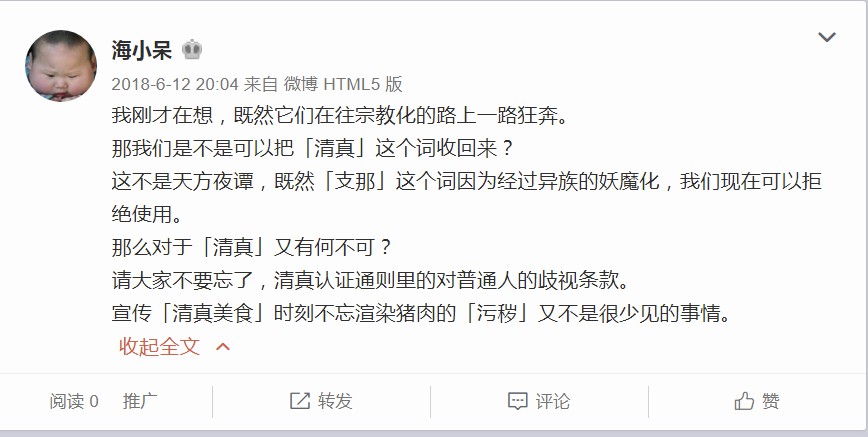 海小呆
2018-6-12 20:04 来自 微博 HTML5 版
我刚才在想，既然它们在往宗教化的路上一路狂奔。
那我们是不是可以把「清真」这个词收回来？
这不是天方夜谭，既然「支那」这个词因为经过异族的妖魔化，我们现在可以拒
绝使用。
那么对于「清真」又有何不可？
请大家不要忘了，清真认证通则里的对普通人的歧视条款。
宣传「清真美食」时刻不忘渲染猪肉的「污秽」又不是很少见的事情。
收起全文
阅读 0 推广 转发 评论 赞